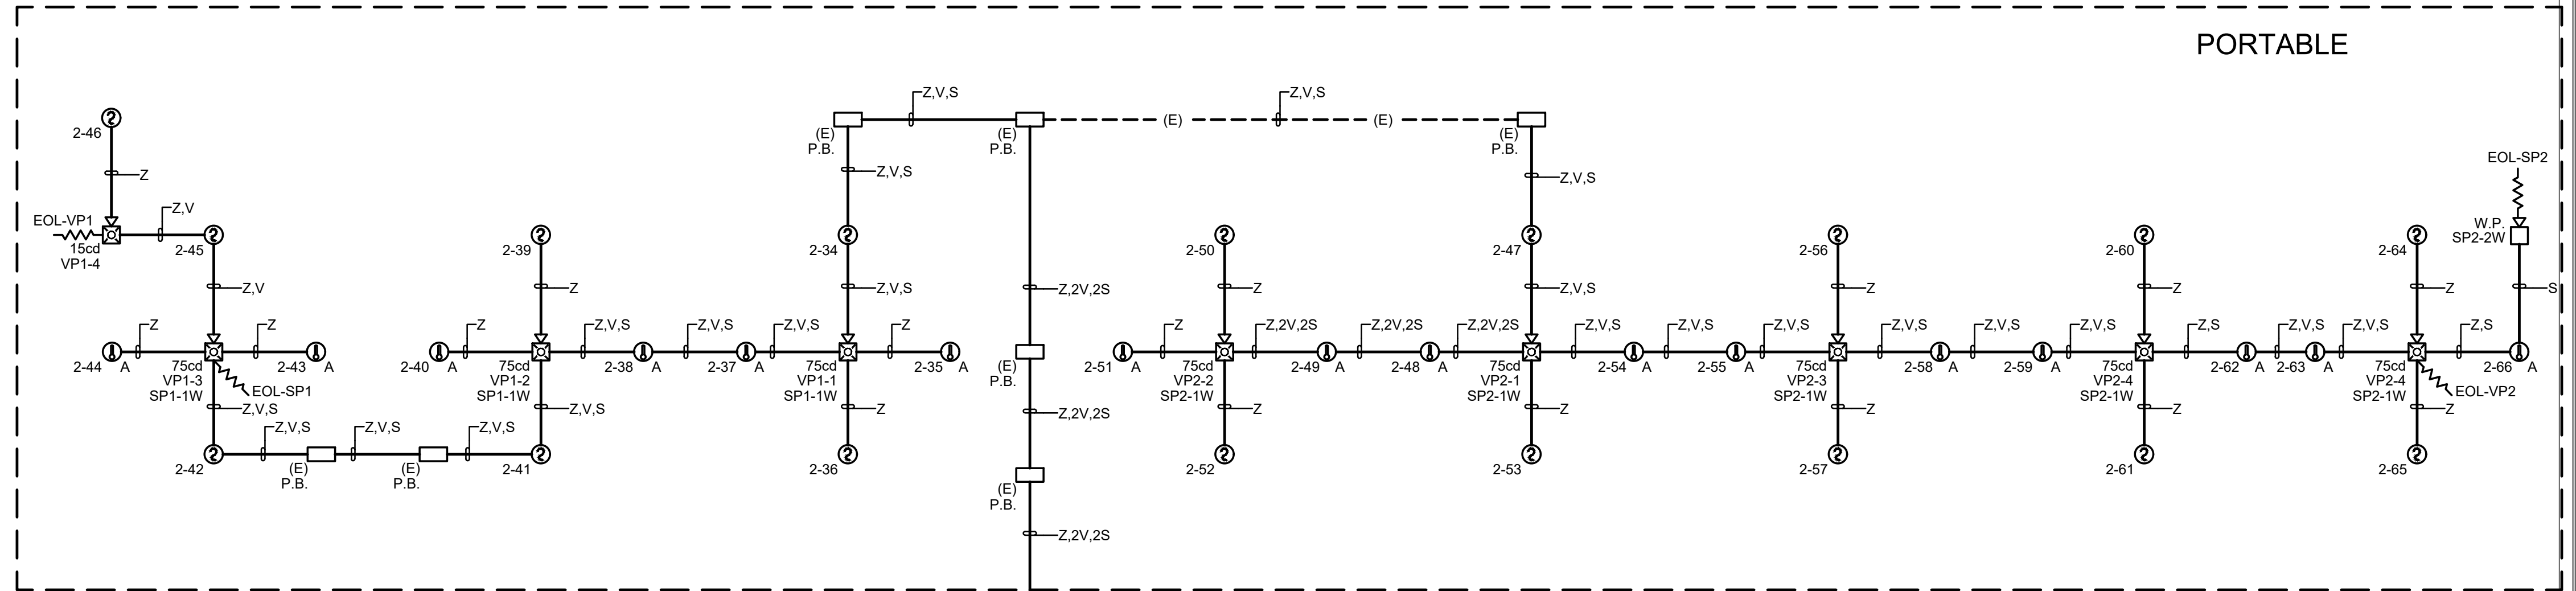 PORTABLE
Z,V,S
Z,V,S
(E)
(E)
(E)
P.B.
(E)
P.B.
(E)
P.B.
2-46
Z
Z,V,S
Z,V,S
EOL-SP2
EOL-VP1
15cd
VP1-4
Z,V
2-45
2-39
2-34
2-50
2-47
2-56
2-60
2-64
W.P.
SP2-2W
Z,V
Z
Z,V,S
Z,2V,2S
Z
Z,V,S
Z
Z
Z
S
Z
Z
Z
Z,V,S
Z,V,S
Z,V,S
Z
Z
Z,2V,2S
Z,2V,2S
Z,2V,2S
Z,V,S
Z,V,S
Z,V,S
Z,V,S
Z,V,S
Z,V,S
Z,S
Z,V,S
Z,V,S
Z,S
2-44 A
75cd
VP1-3
SP1-1W
2-43 A
2-40 A
75cd
VP1-2
SP1-1W
2-38 A
2-37 A
75cd
VP1-1
SP1-1W
2-35 A
(E)
P.B.
2-51 A
75cd
VP2-2
SP2-1W
2-49 A
2-48 A
75cd
VP2-1
SP2-1W
2-54 A
2-55 A
75cd
VP2-3
SP2-1W
2-58 A
2-59 A
75cd
VP2-4
SP2-1W
2-62 A
2-63 A
75cd
VP2-4
SP2-1W
2-66 A
EOL-SP1
EOL-VP2
Z,V,S
Z,V,S
Z
Z,2V,2S
Z
Z
Z
Z
Z
Z,V,S
Z,V,S
Z,V,S
2-42
(E)
P.B.
(E)
P.B.
2-41
2-36
(E)
P.B.
2-52
2-53
2-57
2-61
2-65
Z,2V,2S